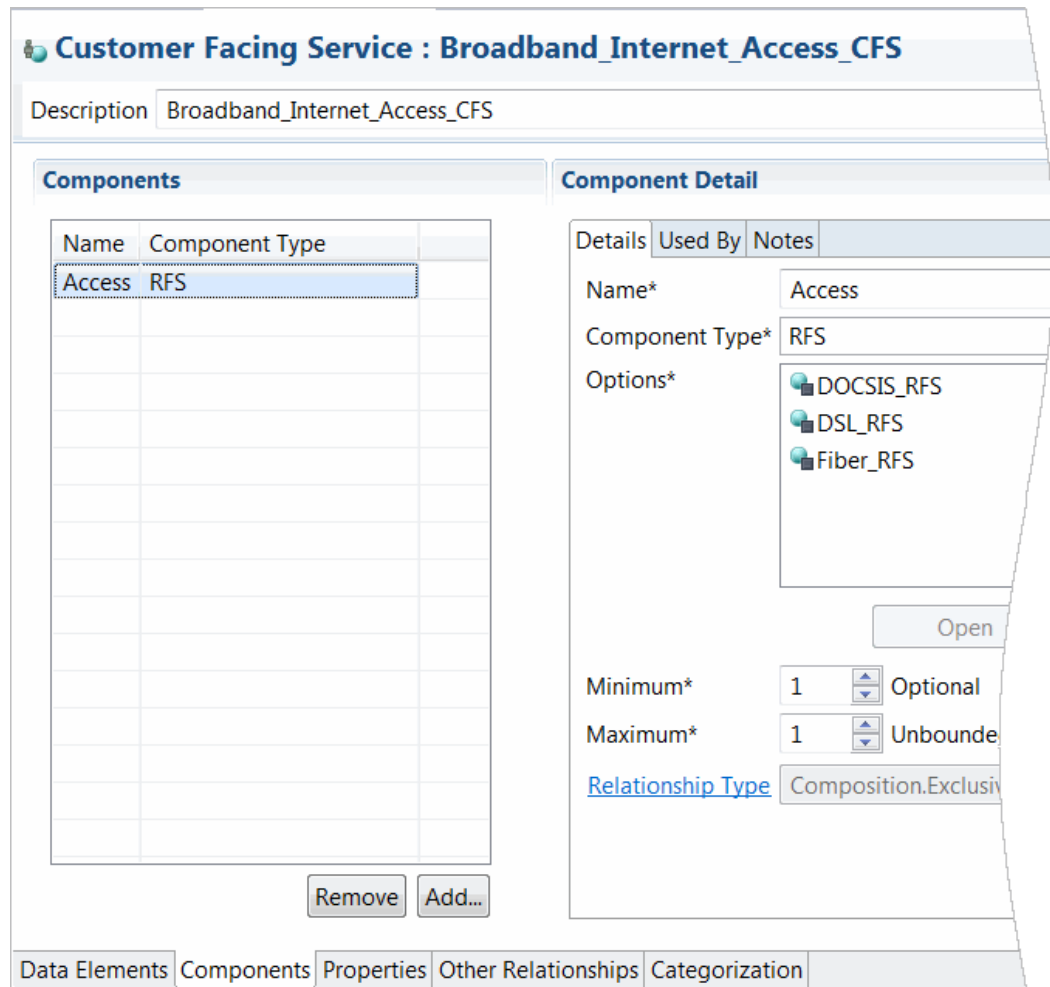 Customer Facing Service : Broadband_Internet_Access_CFS
Description Broadband_Internet_Access_CFS
Components
Name Component Type
Access RFS
Remove Add...
Component Detail
Details Used By Notes
Name* Access
Component Type* RFS
Options* DOCSIS_RFS
DSL_RFS
Fiber_RFS
Open
Minimum* 1 Optional
Maximum* 1
Relationship Type
Data Elements Components Properties Other Relationships Categorization